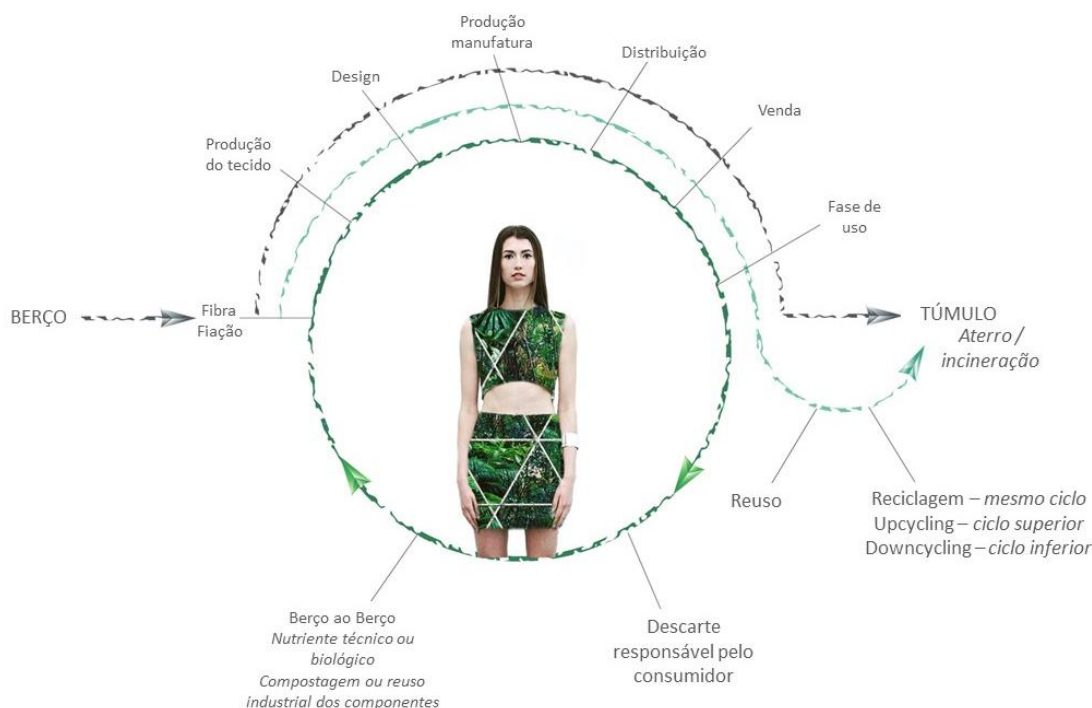 Produção
manufatura
Distribuição
Design
Venda
Produção
do tecido
Fase de
uso
BERÇO
Fibra
Fiação
TÚMULO
Aterro /
incineração
Reuso
Reciclagem – mesmo ciclo
Upcycling – ciclo superior
Downcycling – ciclo inferior
Berço ao Berço
Nutriente técnico ou
biológico
Compostagem ou reuso
industrial dos componentes
Descarte
responsável pelo
consumidor